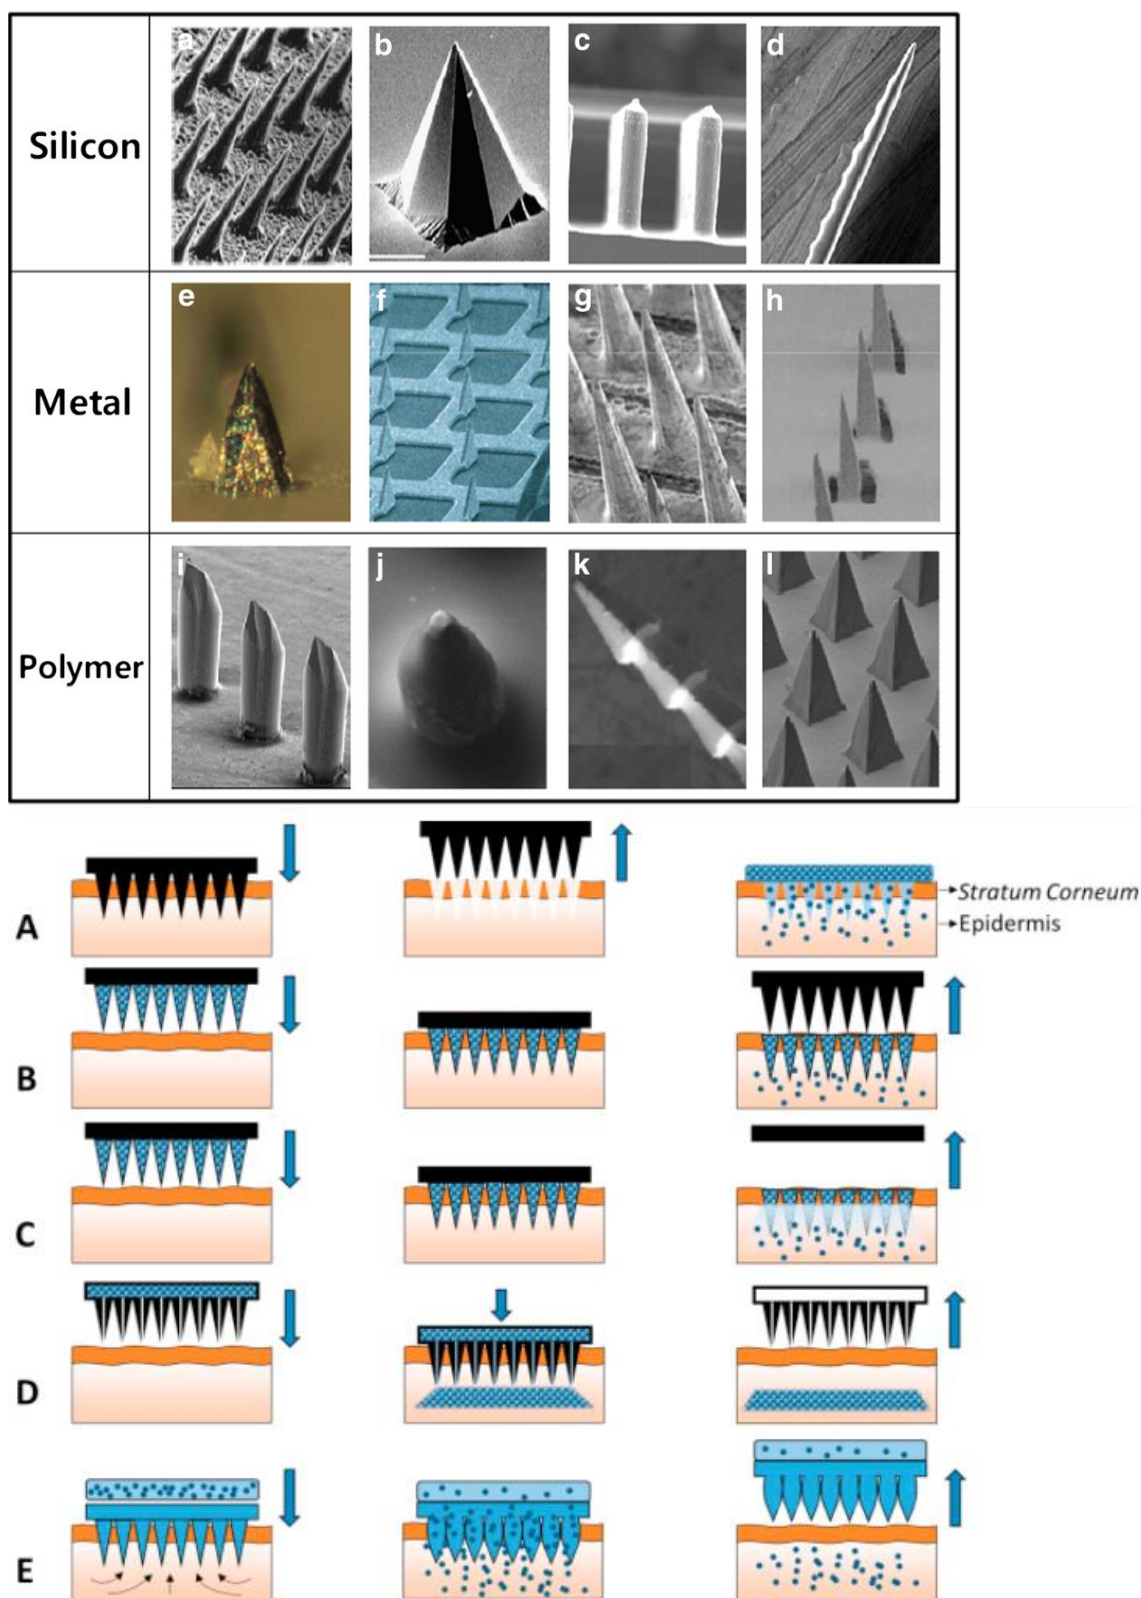 Silicon
a
b
c
d
Metal
e
f
g
h
Polymer
i
j
k
l
A
Stratum Corneum
Epidermis
B
C
D
E